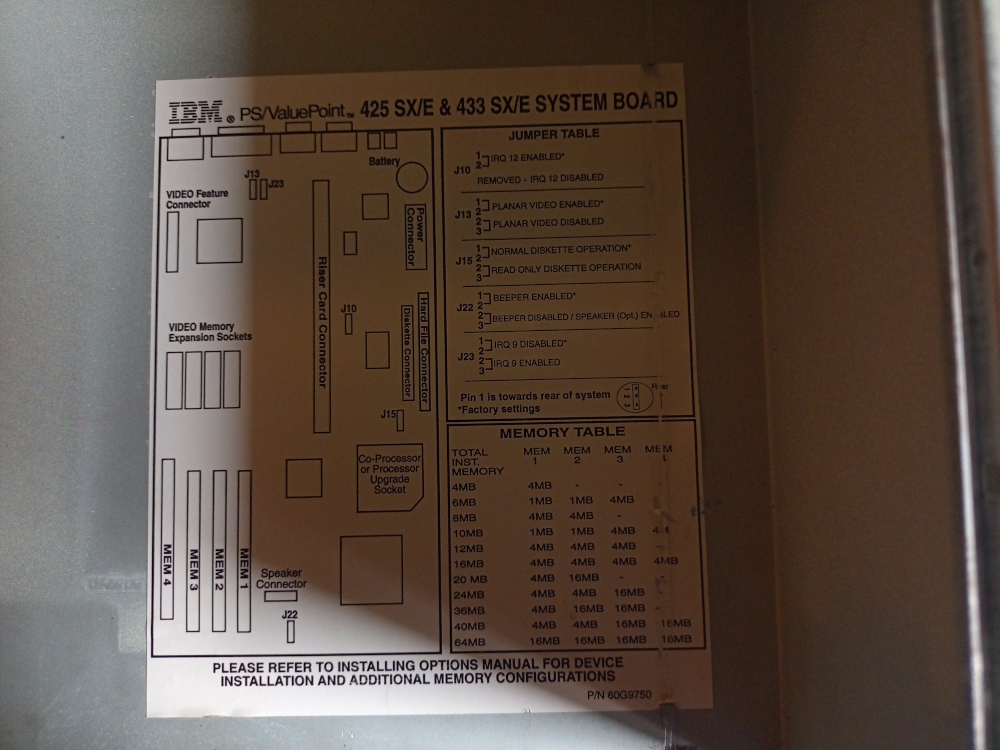 IBM® PS/ValuePoint™ 425 SX/E & 433 SX/E SYSTEM BOARD
Battery
J13
J23
VIDEO Feature
Connector
Power
Connector
Riser Card Connector
J10
Hard File Connector
Diskette Connector
VIDEO Memory
Expansion Sockets
J15
Co-Processor
or Processor
Upgrade
Socket
MEM 4
MEM 3
MEM 2
MEM 1
Speaker
Connector
J22
JUMPER TABLE
J10 1 2 IRQ 12 ENABLED*
REMOVED - IRQ 12 DISABLED
J13 1 2 PLANAR VIDEO ENABLED*
2 3 PLANAR VIDEO DISABLED
J15 1 2 NORMAL DISKETTE OPERATION*
2 3 READ ONLY DISKETTE OPERATION
J22 1 2 BEEPER ENABLED*
2 3 BEEPER DISABLED / SPEAKER (Opt.) ENABLED
J23 1 2 IRQ 9 DISABLED*
2 3 IRQ 9 ENABLED
Pin 1 is towards rear of system
*Factory settings
1 2 3
Rear
MEMORY TABLE
TOTAL INST. MEMORY MEM 1 MEM 2 MEM 3 MEM 4
4MB 4MB - -
6MB 1MB 1MB 4MB
8MB 4MB 4MB -
10MB 1MB 1MB 4MB 4MB
12MB 4MB 4MB 4MB -
16MB 4MB 4MB 4MB 4MB
20 MB 4MB 16MB - -
24MB 4MB 4MB 16MB -
36MB 4MB 16MB 16MB -
40MB 4MB 4MB 16MB 16MB
64MB 16MB 16MB 16MB 16MB
PLEASE REFER TO INSTALLING OPTIONS MANUAL FOR DEVICE
INSTALLATION AND ADDITIONAL MEMORY CONFIGURATIONS
P/N 60G9750